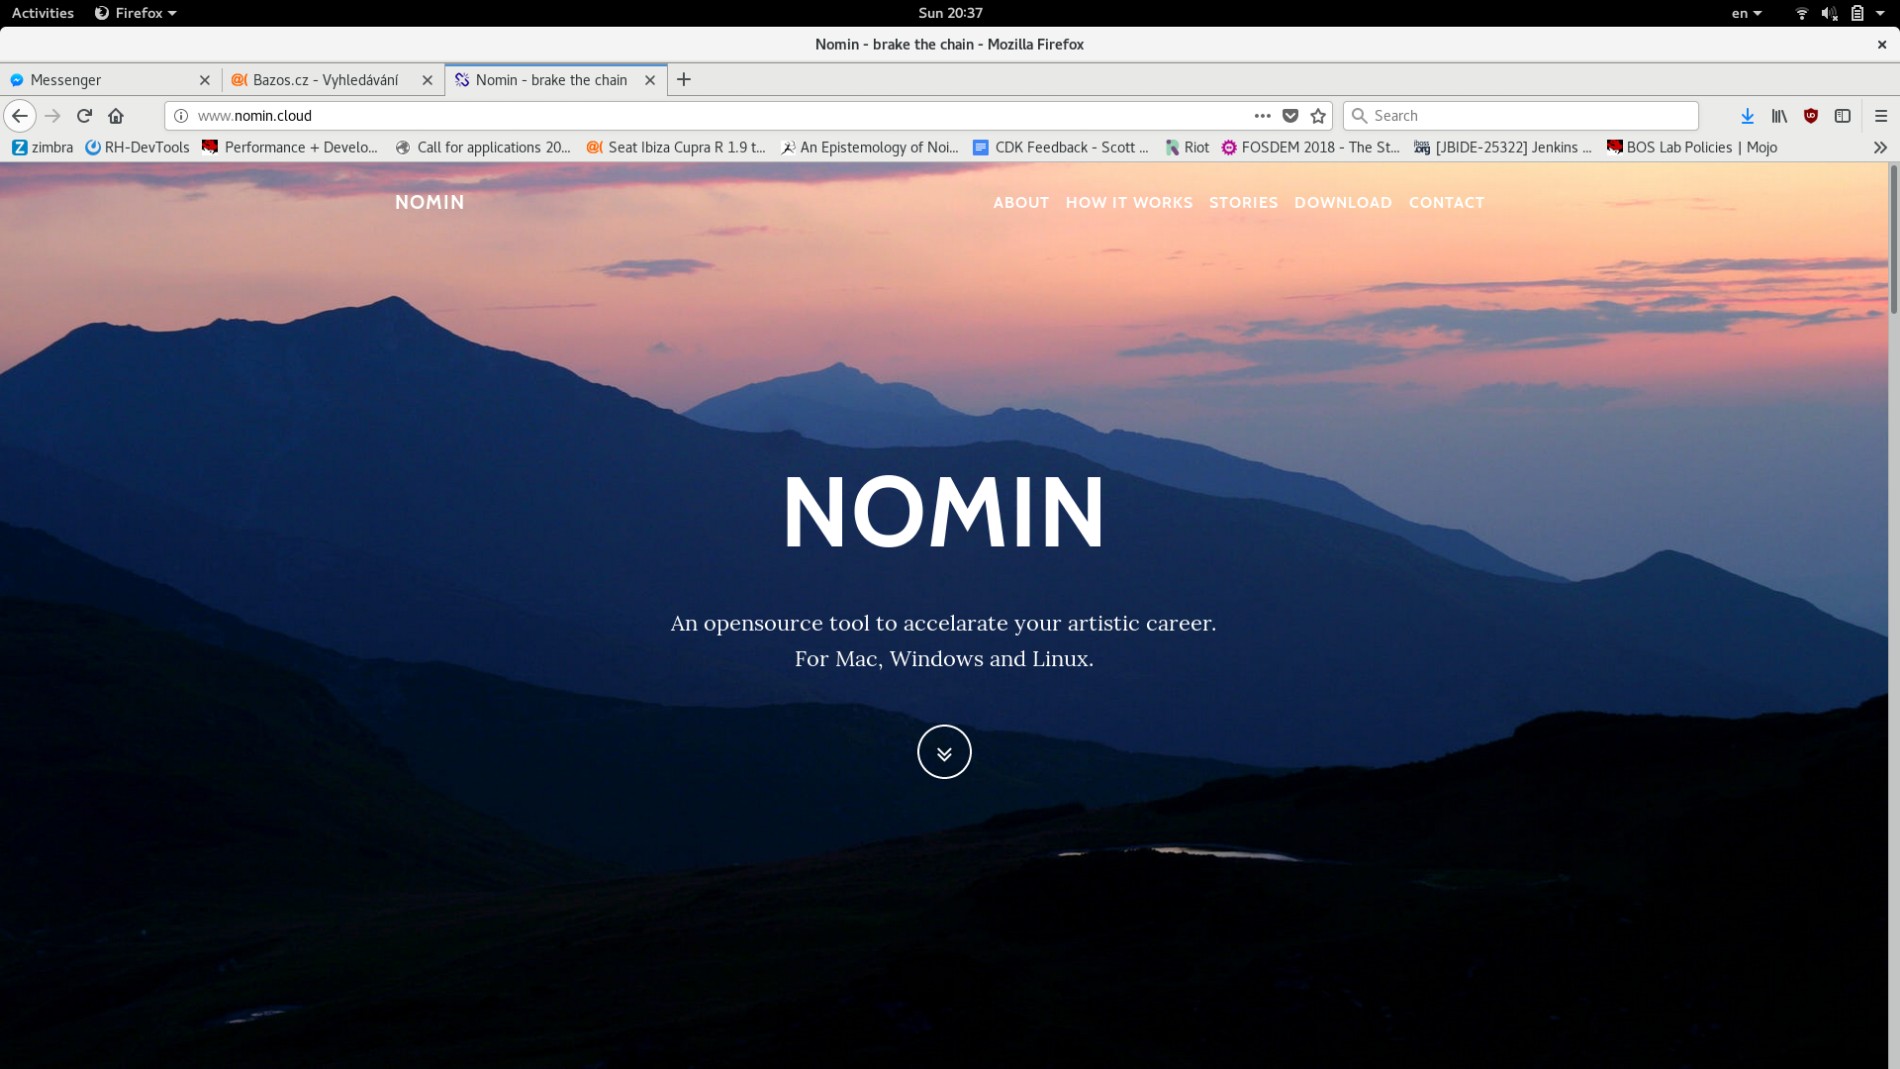 Activities Firefox Sun 20:37 en
Nomin - brake the chain - Mozilla Firefox
Messenger Bazos.cz - Vyhledávání Nomin - brake the chain
www.nomin.cloud Search
zimbra RH-DevTools Performance + Develo... Call for applications 20... Seat Ibiza Cupra R 1.9 t... An Epistemology of Noi... CDK Feedback - Scott ... Riot FOSDEM 2018 - The St... [JBIDE-25322] Jenkins ... BOS Lab Policies | Mojo
NOMIN ABOUT HOW IT WORKS STORIES DOWNLOAD CONTACT
NOMIN
An opensource tool to accelarate your artistic career.
For Mac, Windows and Linux.